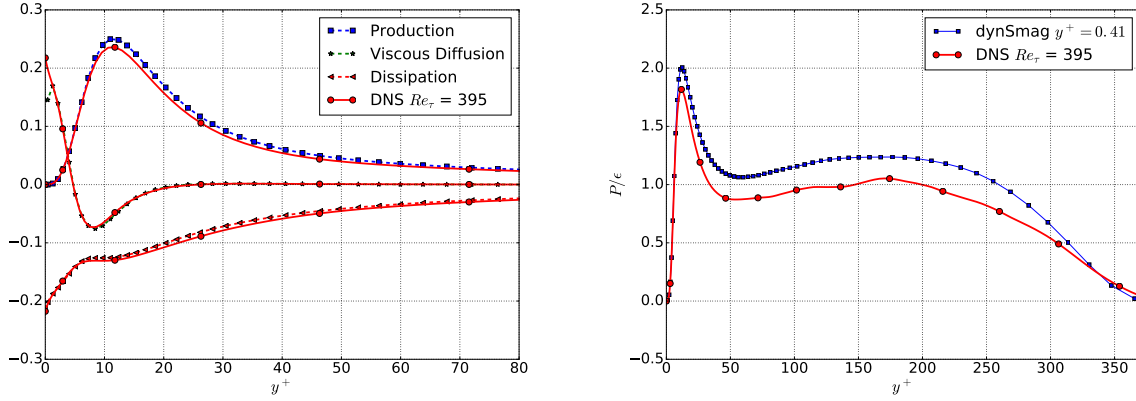 0.3
0.2
0.1
0.0
−0.1
−0.2
−0.3
0 10 20 30 40 50 60 70 80
y+
Production
Viscous Diffusion
Dissipation
DNS Reτ = 395
2.5
2.0
1.5
1.0
0.5
0.0
−0.5
0 50 100 150 200 250 300 350
y+
P/ϵ
dynSmag y+ = 0.41
DNS Reτ = 395